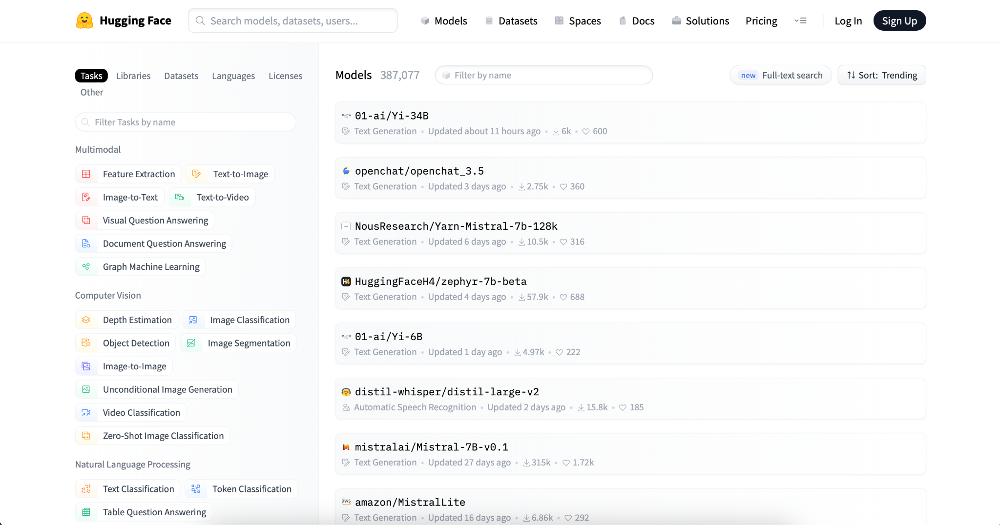 Hugging Face
Search models, datasets, users...
Models
Datasets
Spaces
Docs
Solutions
Pricing
Log In
Sign Up
Tasks
Libraries
Datasets
Languages
Licenses
Other
Filter Tasks by name
Multimodal
Feature Extraction
Text-to-Image
Image-to-Text
Text-to-Video
Visual Question Answering
Document Question Answering
Graph Machine Learning
Computer Vision
Depth Estimation
Image Classification
Object Detection
Image Segmentation
Image-to-Image
Unconditional Image Generation
Video Classification
Zero-Shot Image Classification
Natural Language Processing
Text Classification
Token Classification
Table Question Answering
Models 387,077
Filter by name
new Full-text search
Sort: Trending
01-ai/Yi-34B
Text Generation • Updated about 11 hours ago • 6k • 600
openchat/openchat_3.5
Text Generation • Updated 3 days ago • 2.75k • 360
NousResearch/Yarn-Mistral-7b-128k
Text Generation • Updated 6 days ago • 10.5k • 316
H4 HuggingFaceH4/zephyr-7b-beta
Text Generation • Updated 4 days ago • 57.9k • 688
01-ai/Yi-6B
Text Generation • Updated 1 day ago • 4.97k • 222
distil-whisper/distil-large-v2
Automatic Speech Recognition • Updated 2 days ago • 15.8k • 185
mistralai/Mistral-7B-v0.1
Text Generation • Updated 27 days ago • 315k • 1.72k
aws amazon/MistralLite
Text Generation • Updated 16 days ago • 6.86k • 292